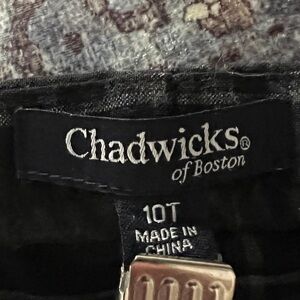 Chadwicks®
of Boston
10T
MADE IN
CHINA